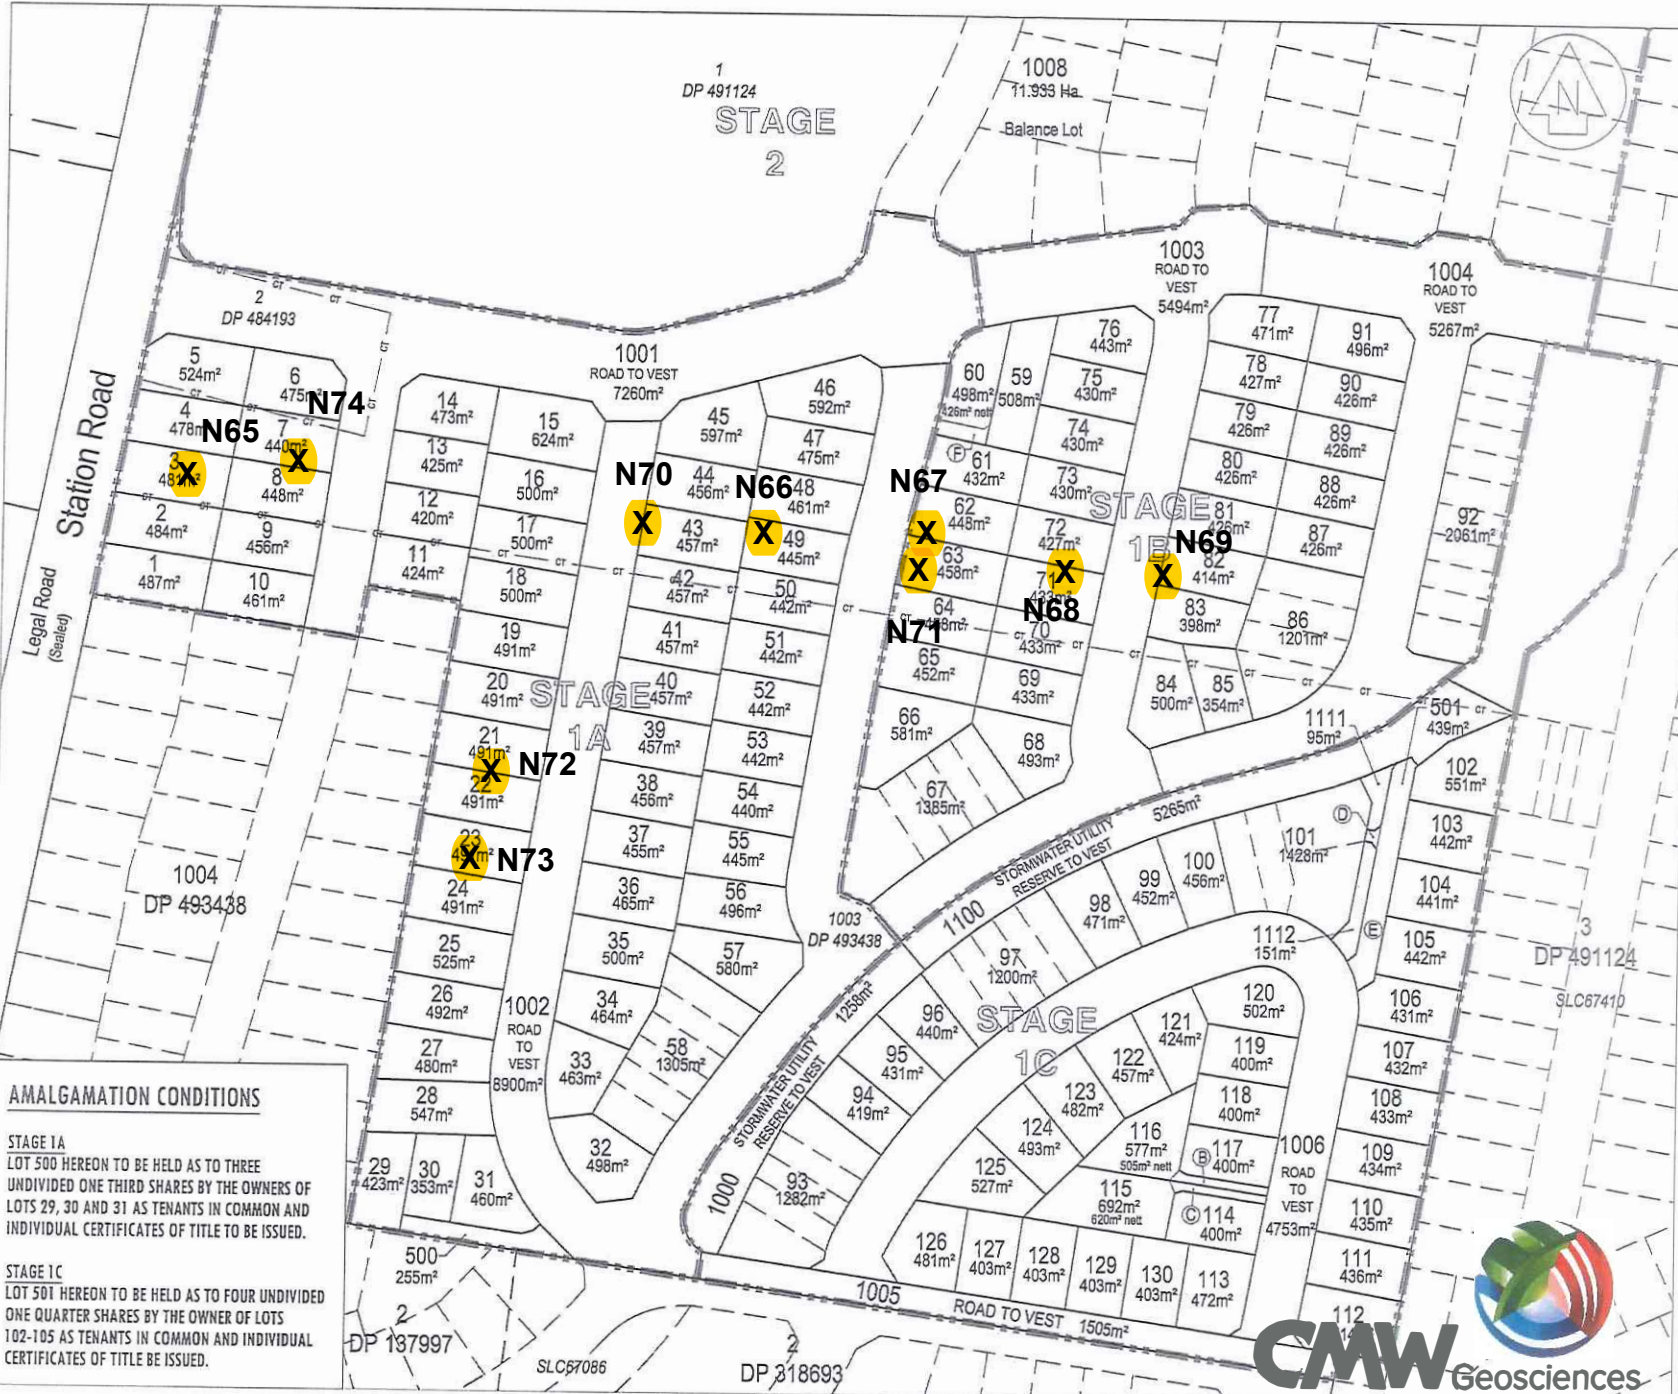 1
DP 491124
STAGE
2
1008
11.933 Ha
Balance Lot
N
2
DP 484193
1001
ROAD TO VEST
7260m²
1003
ROAD TO
VEST
5494m²
1004
ROAD TO
VEST
5267m²
Station Road
Legal Road
(Sealed)
5
524m²
6
N74
4
N65
7
440m²
3
8
448m²
2
484m²
9
456m²
1
487m²
10
461m²
14
473m²
15
624m²
13
425m²
16
500m²
12
420m²
17
500m²
11
424m²
18
500m²
19
491m²
20
491m²
21
491m²
N72
22
491m²
23
N73
24
491m²
25
525m²
26
492m²
27
480m²
28
547m²
29
423m²
30
353m²
31
460m²
STAGE
1A
46
592m²
45
597m²
47
475m²
N70
44
456m²
N66
48
461m²
43
457m²
49
445m²
42
457m²
50
442m²
41
457m²
51
442m²
40
457m²
52
442m²
39
457m²
53
442m²
38
456m²
54
440m²
37
455m²
55
445m²
36
465m²
56
496m²
35
500m²
57
580m²
34
464m²
58
1305m²
33
463m²
32
498m²
1002
ROAD
TO
VEST
8900m²
60
498m²
426m² nett
59
508m²
76
443m²
75
430m²
74
430m²
F
61
432m²
73
430m²
N67
62
448m²
72
427m²
63
458m²
71
433m²
N68
N71
64
70
433m²
65
452m²
69
433m²
66
581m²
68
493m²
67
1385m²
STAGE
1B
N69
77
471m²
91
496m²
78
427m²
90
426m²
79
426m²
89
426m²
80
426m²
88
426m²
81
426m²
87
426m²
82
414m²
83
398m²
86
1201m²
84
500m²
85
354m²
92
2061m²
1111
95m²
501
439m²
102
551m²
103
442m²
104
441m²
105
442m²
106
431m²
107
432m²
108
433m²
109
434m²
110
435m²
111
436m²
112
1003
DP 493438
1100
STORMWATER UTILITY
RESERVE TO VEST
5265m²
1000
STORMWATER UTILITY
RESERVE TO VEST
1258m²
D
101
1428m²
100
456m²
99
452m²
98
471m²
E
1112
151m²
97
1200m²
96
440m²
95
431m²
94
419m²
93
1282m²
STAGE
1C
120
502m²
121
424m²
119
400m²
122
457m²
118
400m²
123
482m²
124
493m²
116
577m²
505m² nett
B
117
400m²
125
527m²
115
692m²
620m² nett
C
114
400m²
1006
ROAD
TO
VEST
4753m²
126
481m²
127
403m²
128
403m²
129
403m²
130
403m²
113
472m²
1005
ROAD TO VEST
1505m²
1004
DP 493438
3
DP 491124
SLC67410
500
255m²
2
DP 137997
SLC67086
2
DP 318693
AMALGAMATION CONDITIONS
STAGE 1A
LOT 500 HEREON TO BE HELD AS TO THREE
UNDIVIDED ONE THIRD SHARES BY THE OWNERS OF
LOTS 29, 30 AND 31 AS TENANTS IN COMMON AND
INDIVIDUAL CERTIFICATES OF TITLE TO BE ISSUED.
STAGE 1C
LOT 501 HEREON TO BE HELD AS TO FOUR UNDIVIDED
ONE QUARTER SHARES BY THE OWNER OF LOTS
102-105 AS TENANTS IN COMMON AND INDIVIDUAL
CERTIFICATES OF TITLE BE ISSUED.
CMW
Geosciences